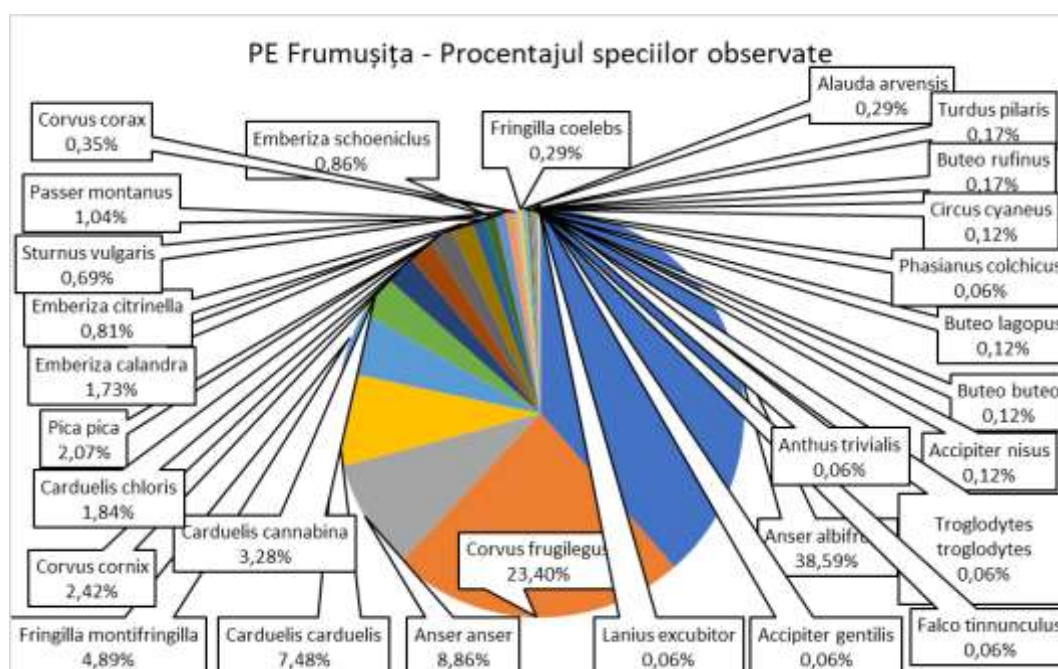 PE Frumușița - Procentajul speciilor observate
Alauda arvensis
0,29%
Corvus corax
0,35%
Emberiza schoeniclus
0,86%
Fringilla coelebs
0,29%
Turdus pilaris
0,17%
Buteo rufinus
0,17%
Passer montanus
1,04%
Circus cyaneus
0,12%
Sturnus vulgaris
0,69%
Phasianus colchicus
0,06%
Emberiza citrinella
0,81%
Buteo lagopus
0,12%
Emberiza calandra
1,73%
Buteo buteo
0,12%
Pica pica
2,07%
Anthus trivialis
0,06%
Accipiter nisus
0,12%
Carduelis chloris
1,84%
Carduelis cannabina
3,28%
Corvus frugilegus
23,40%
Anser albifr
38,59%
Troglodytes
troglodytes
0,06%
Corvus cornix
2,42%
Fringilla montifringilla
4,89%
Carduelis carduelis
7,48%
Anser anser
8,86%
Lanius excubitor
0,06%
Accipiter gentilis
0,06%
Falco tinnunculus
0,06%